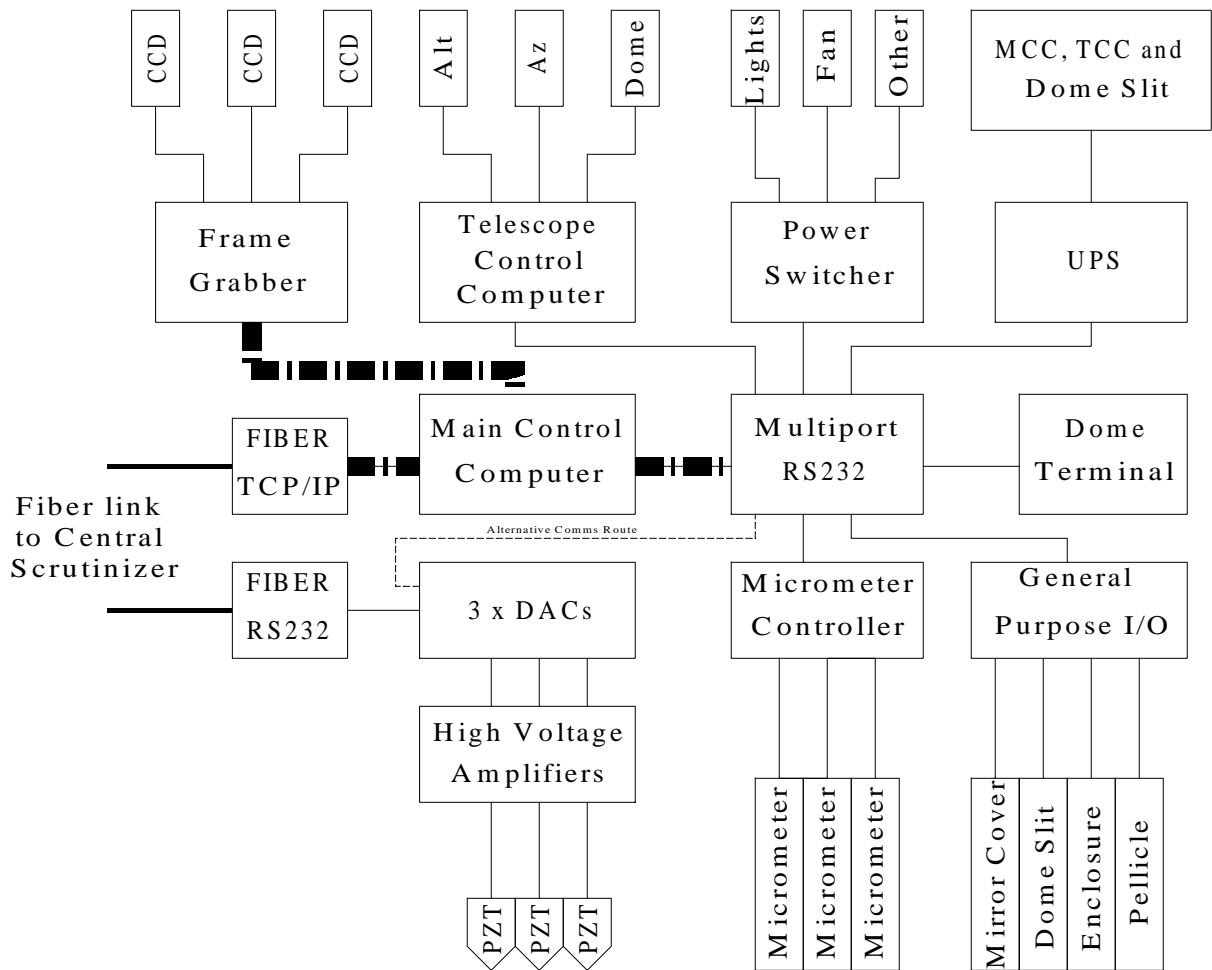 CCD
CCD
CCD
Alt
Az
Dome
Lights
Fan
Other
MCC, TCC and
Dome Slit
Frame
Grabber
Telescope
Control
Computer
Power
Switcher
UPS
FIBER
TCP/IP
Main Control
Computer
Multiport
RS232
Dome
Terminal
Fiber link
to Central
Scrutinizer
Alternative Comms Route
FIBER
RS232
3 x DACs
Micrometer
Controller
General
Purpose I/O
High Voltage
Amplifiers
PZT
PZT
PZT
Micrometer
Micrometer
Micrometer
Mirror Cover
Dome Slit
Enclosure
Pellicle